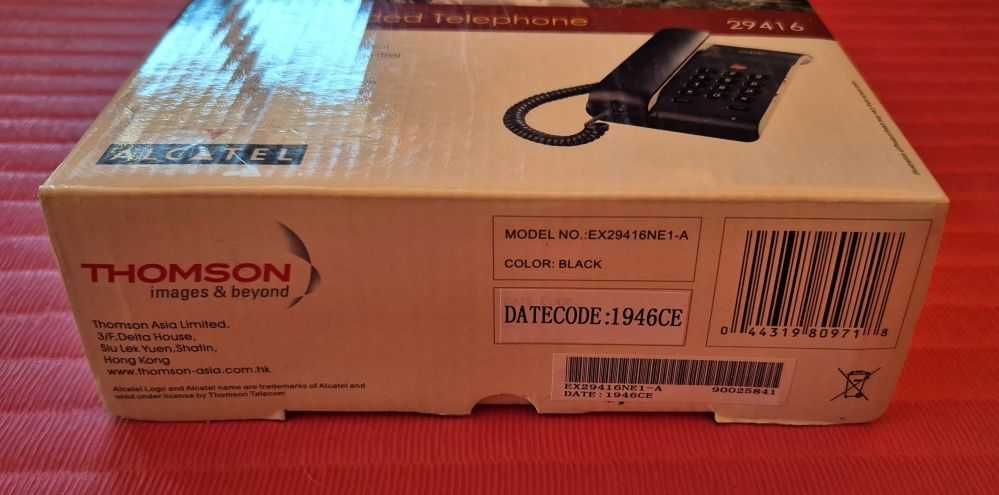 Telephone
29416
ALCATEL
THOMSON
images & beyond
Thomson Asia Limited.
3/F,Delta House,
Siu Lek Yuen,Shatin,
Hong Kong
www.thomson-asia.com.hk
Alcatel Logo and Alcatel name are trademarks of Alcatel and
used under license by Thomson Telecom
MODEL NO.:EX29416NE1-A
COLOR: BLACK
DATECODE:1946CE
EX29416NE1-A 90025841
DATE:1946CE
0 44319 80971 8